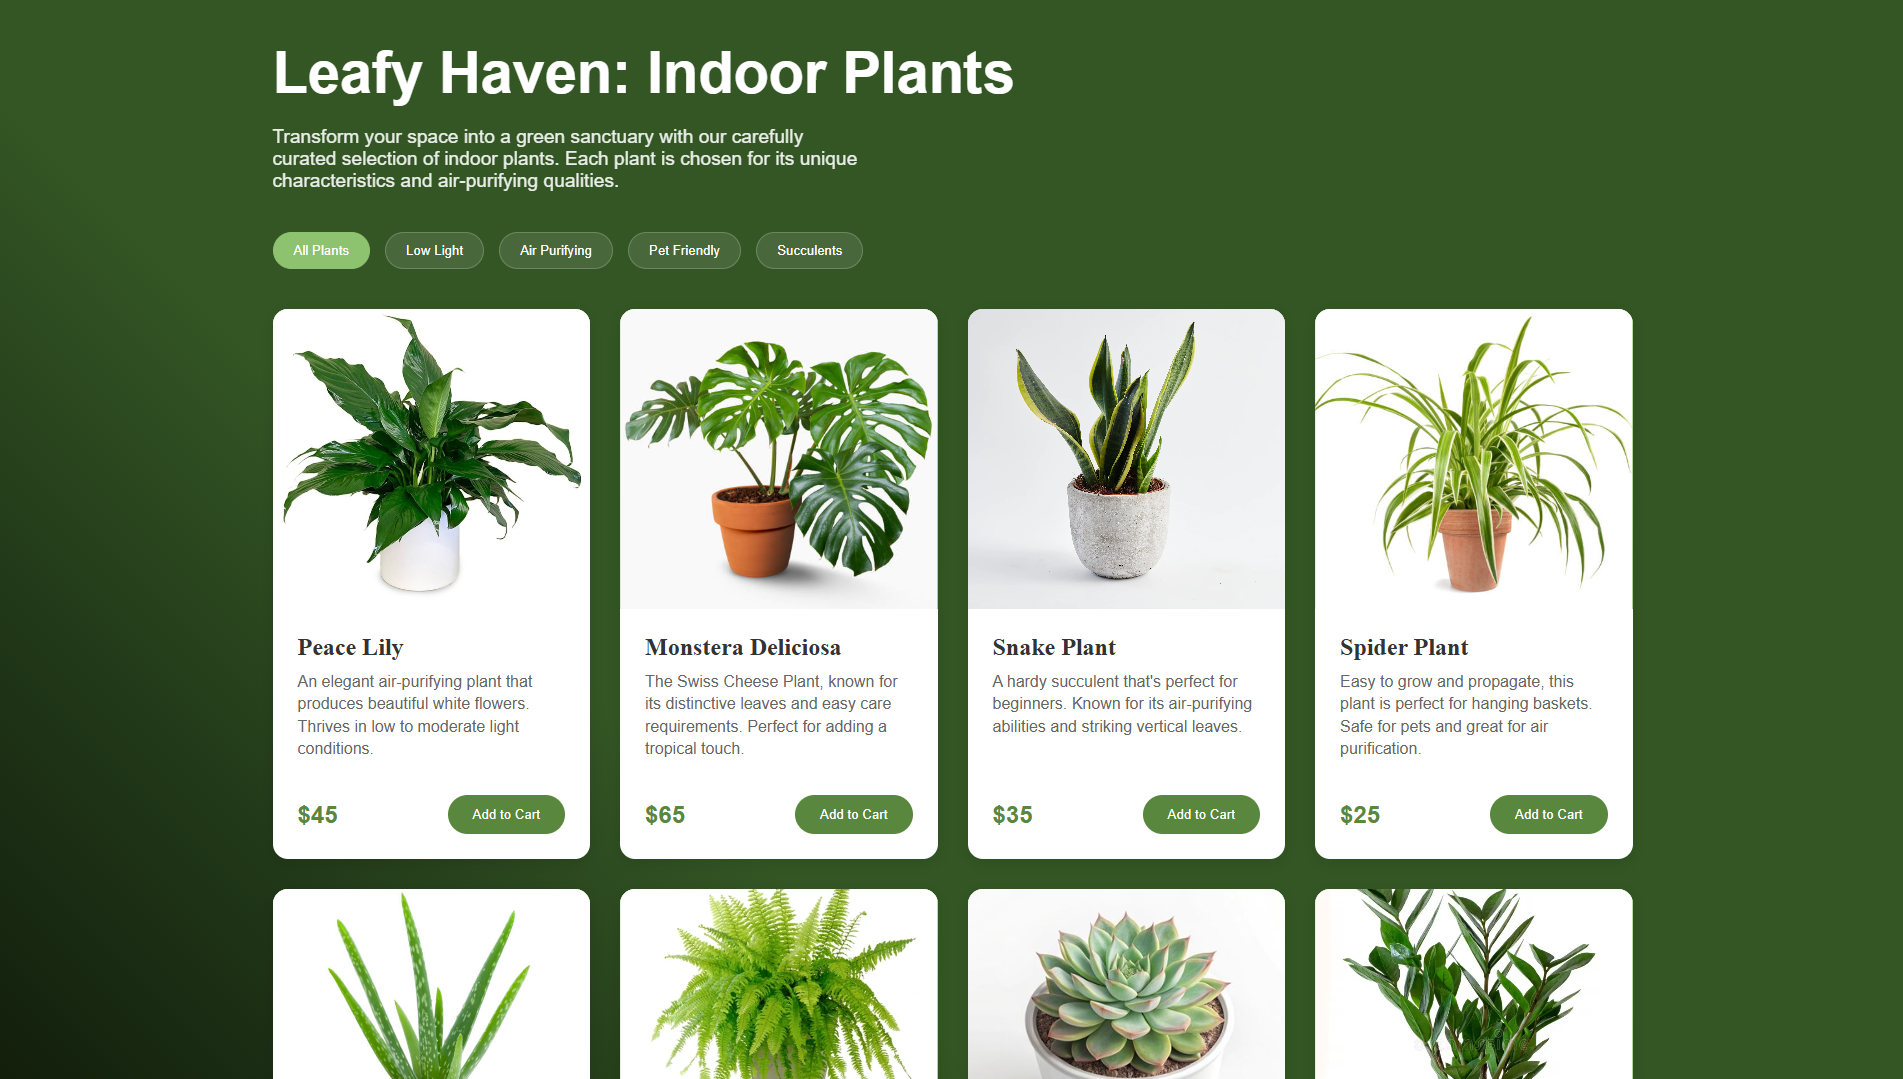 Leafy Haven: Indoor Plants
Transform your space into a green sanctuary with our carefully
curated selection of indoor plants. Each plant is chosen for its unique
characteristics and air-purifying qualities.
All Plants
Low Light
Air Purifying
Pet Friendly
Succulents
Peace Lily
An elegant air-purifying plant that
produces beautiful white flowers.
Thrives in low to moderate light
conditions.
$45
Add to Cart
Monstera Deliciosa
The Swiss Cheese Plant, known for
its distinctive leaves and easy care
requirements. Perfect for adding a
tropical touch.
$65
Add to Cart
Snake Plant
A hardy succulent that's perfect for
beginners. Known for its air-purifying
abilities and striking vertical leaves.
$35
Add to Cart
Spider Plant
Easy to grow and propagate, this
plant is perfect for hanging baskets.
Safe for pets and great for air
purification.
$25
Add to Cart